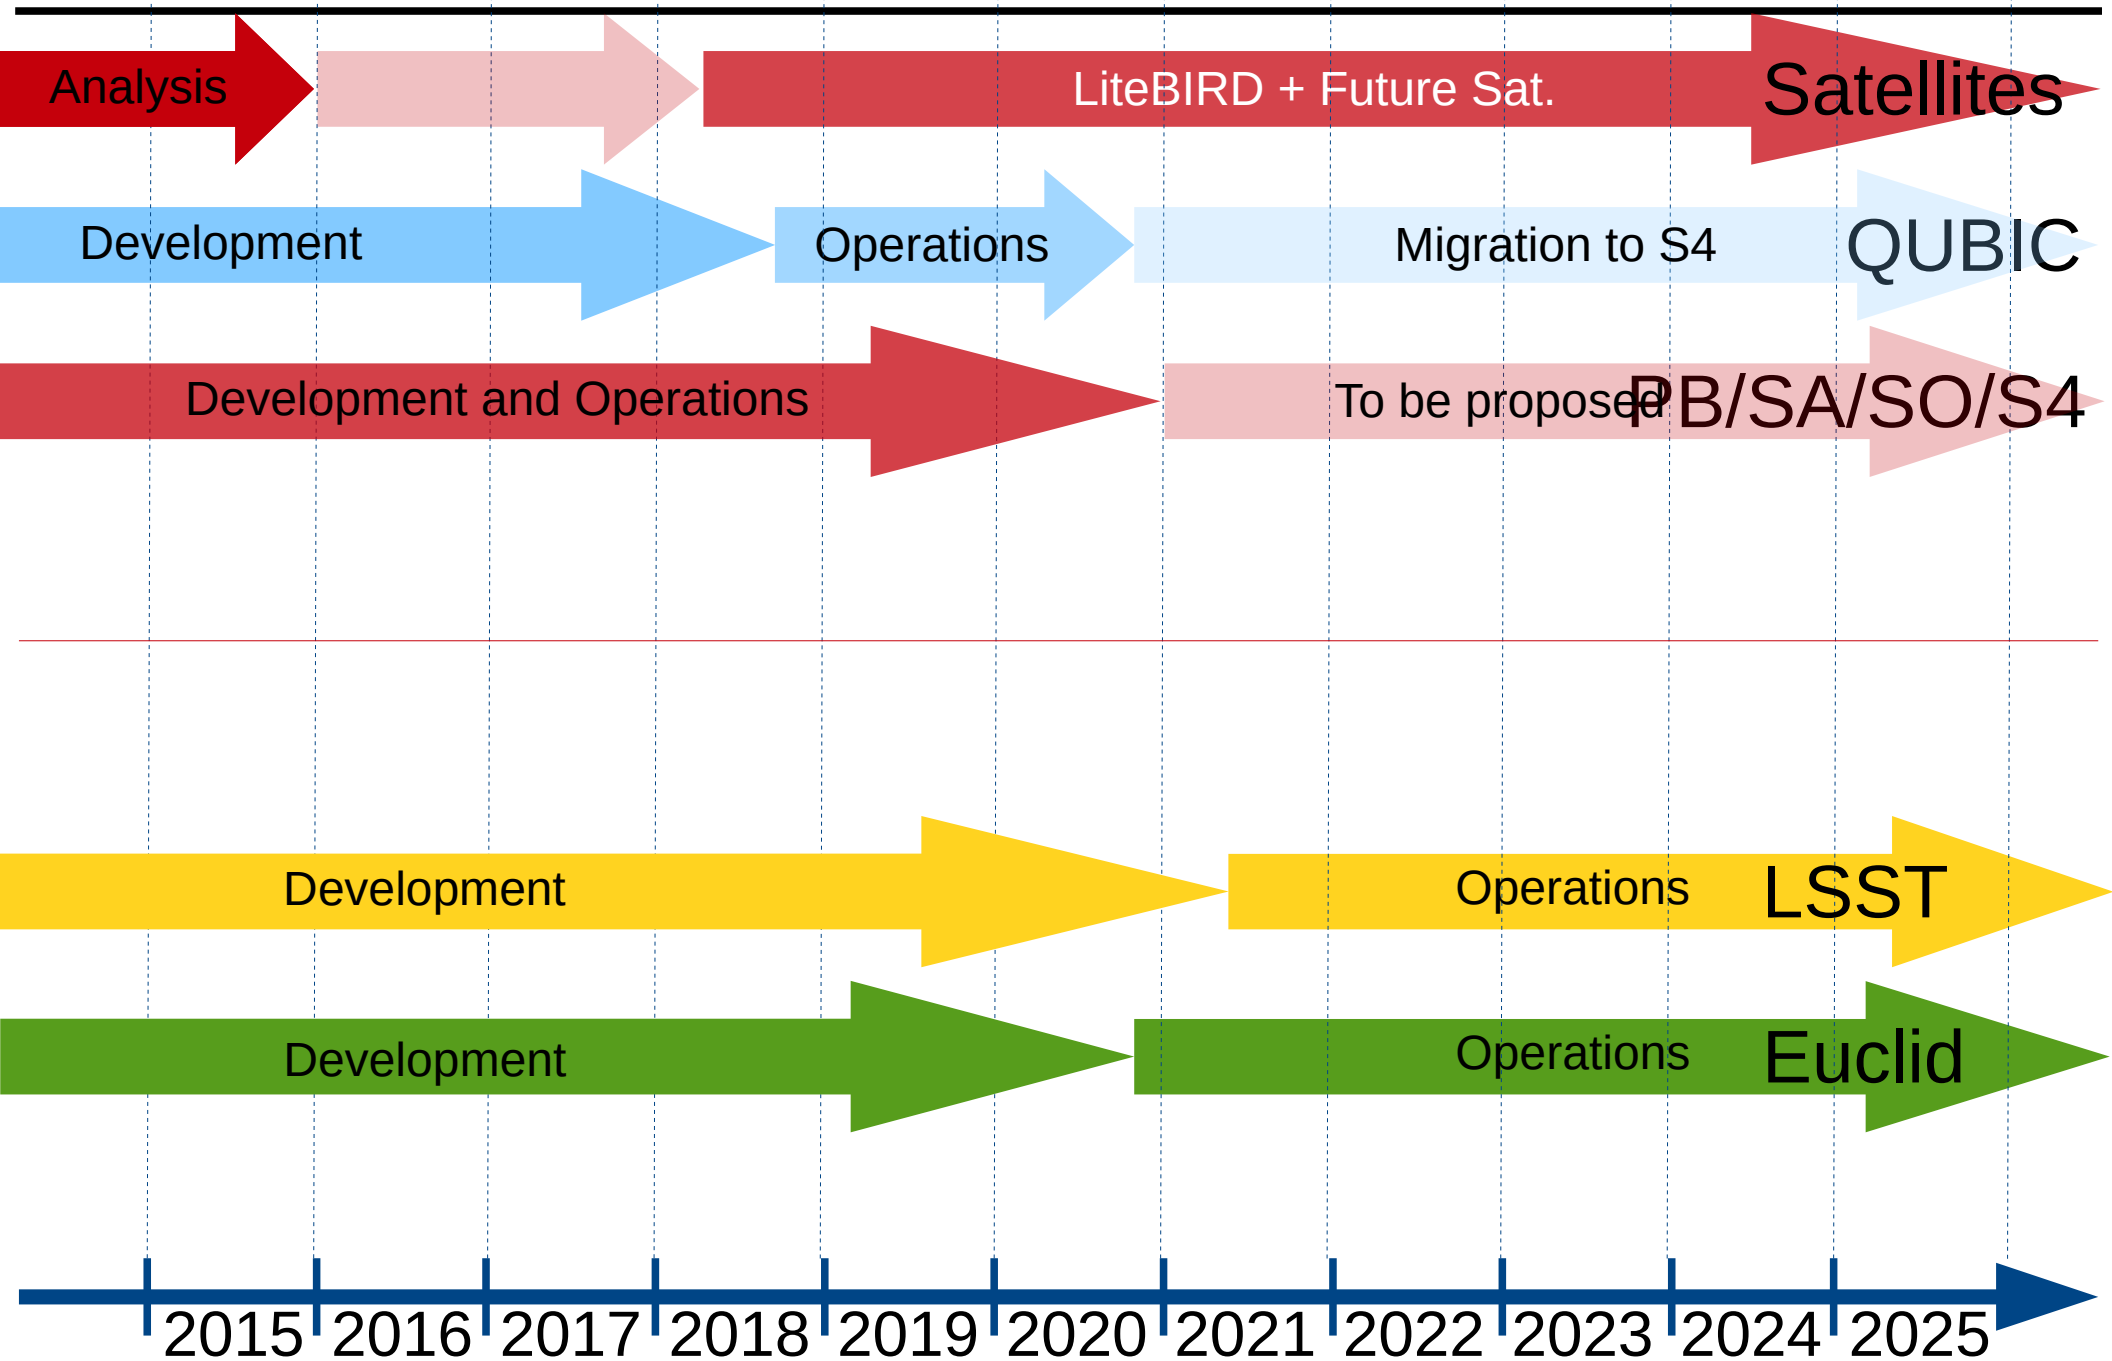 Analysis
LiteBIRD + Future Sat.
Satellites
Development
Operations
Migration to S4
QUBIC
Development and Operations
To be proposed
PB/SA/SO/S4
Development
Operations
LSST
Development
Operations
Euclid
2015 2016 2017 2018 2019 2020 2021 2022 2023 2024 2025